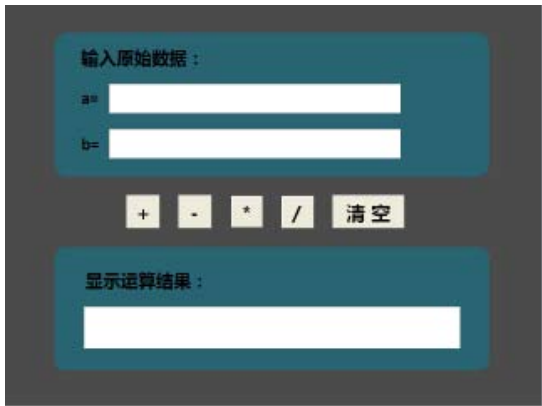 输入原始数据：
a=
b=
+ - * / 清 空
显示运算结果：